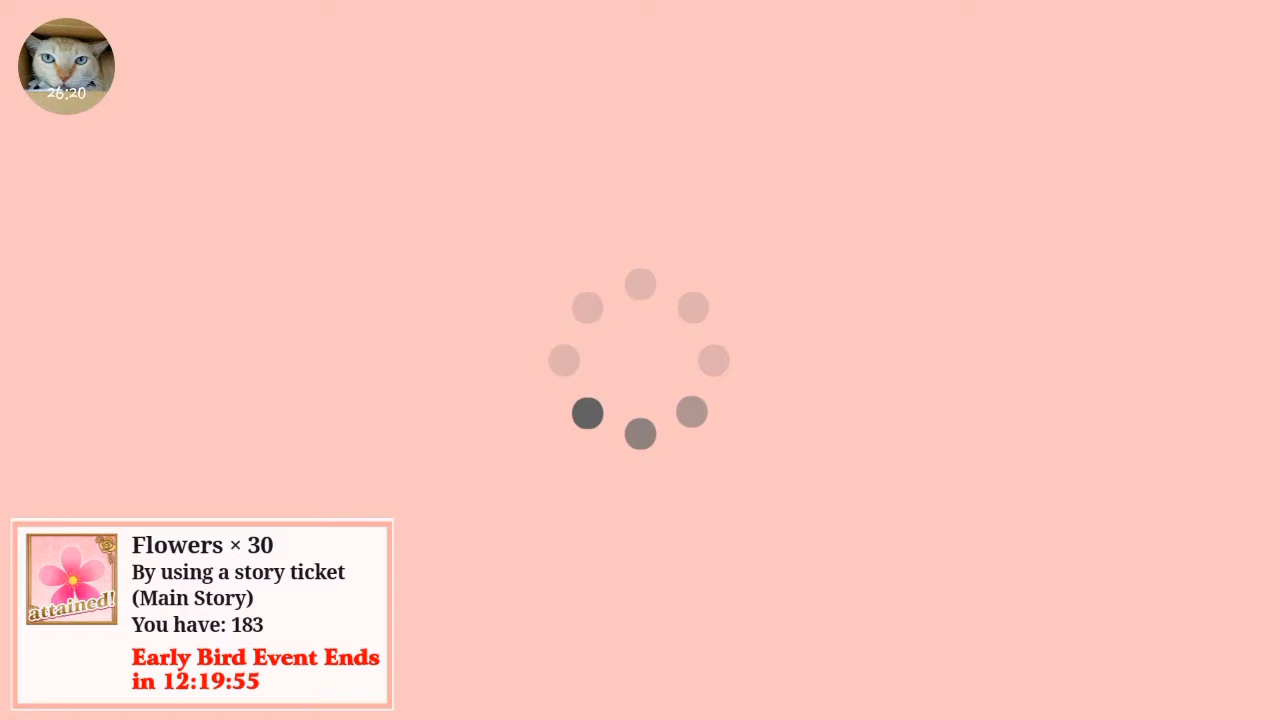 26:20
Flowers × 30
By using a story ticket
(Main Story)
You have: 183
attained!
Early Bird Event Ends
in 12:19:55